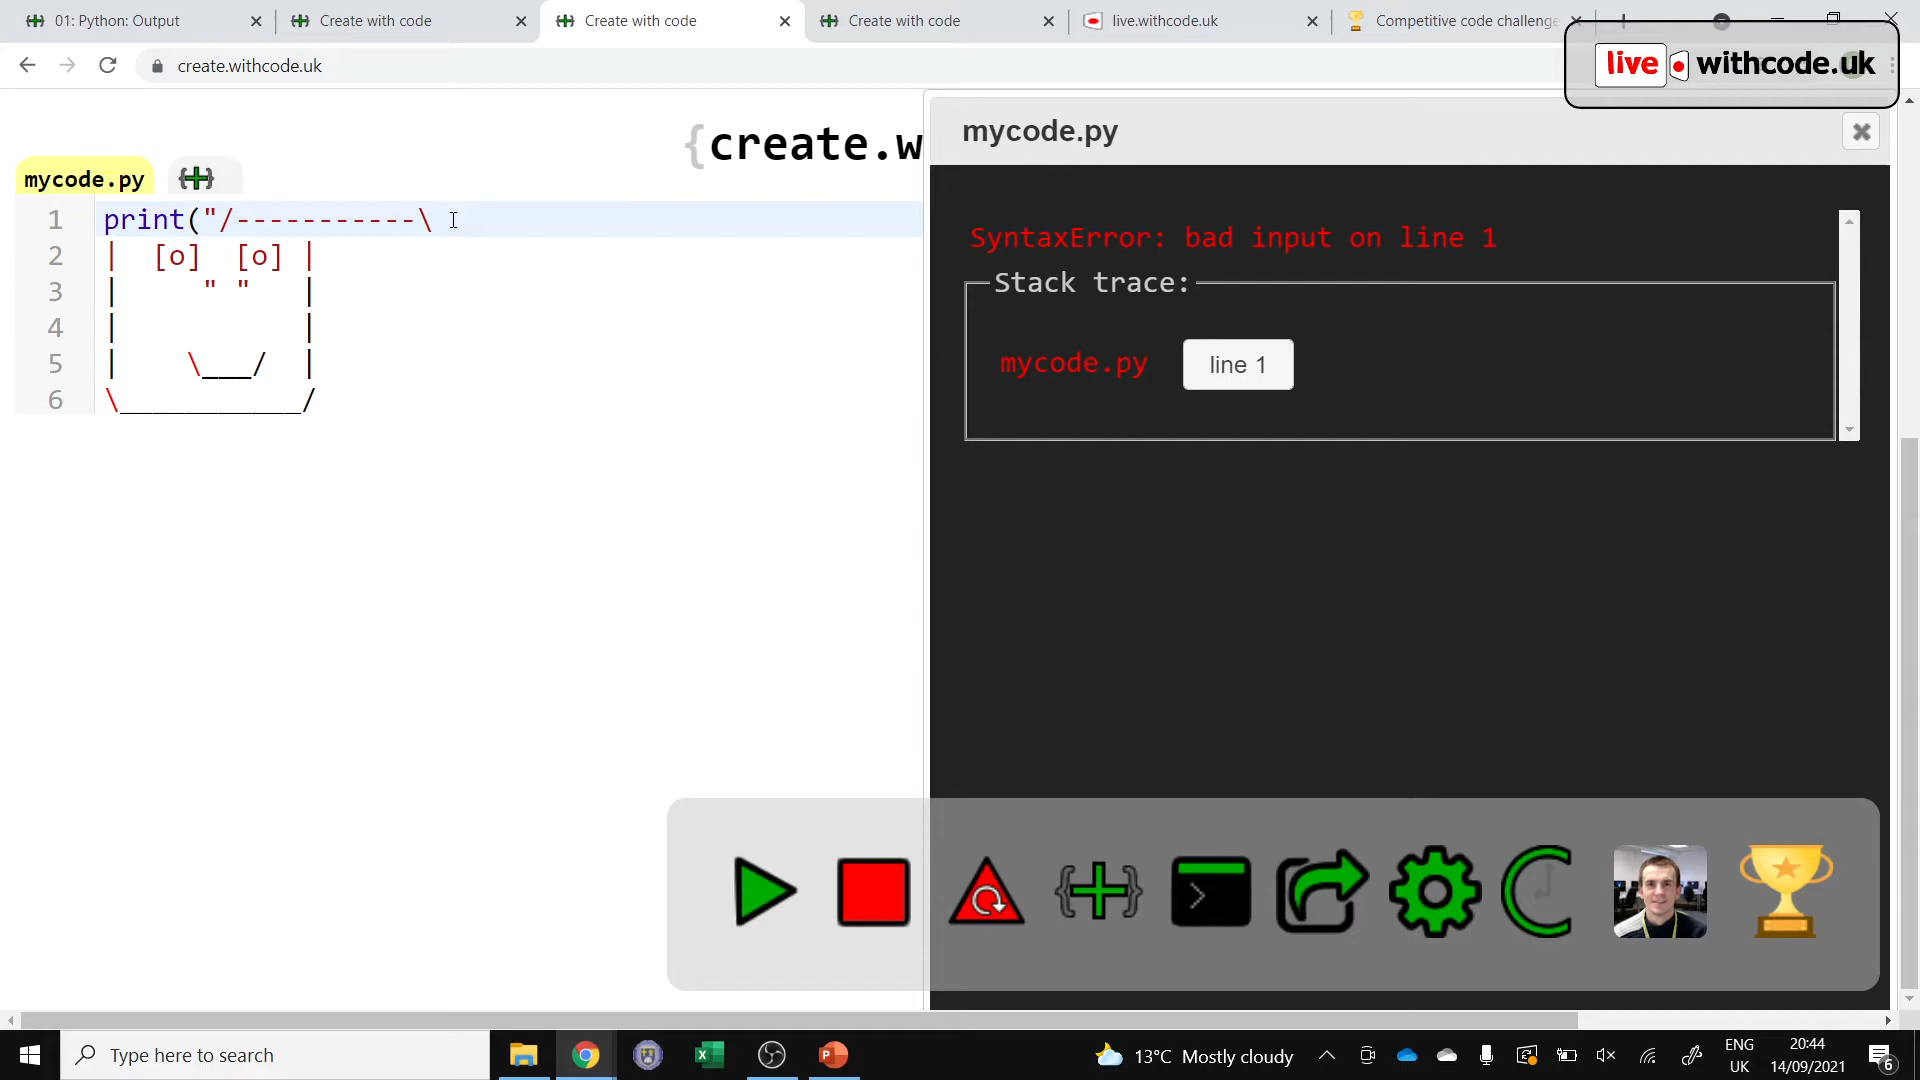 01: Python: Output
Create with code
Create with code
Create with code
live.withcode.uk
Competitive code challenge
create.withcode.uk
live withcode.uk
{create.w
mycode.py
{+}
1 print("/-----------\
2 |  [o]  [o] |
3 |     " "   |
4 |           |
5 |    \___/  |
6 \___________/
mycode.py
SyntaxError: bad input on line 1
Stack trace:
mycode.py line 1
Type here to search
13°C Mostly cloudy
ENG
UK
20:44
14/09/2021
6